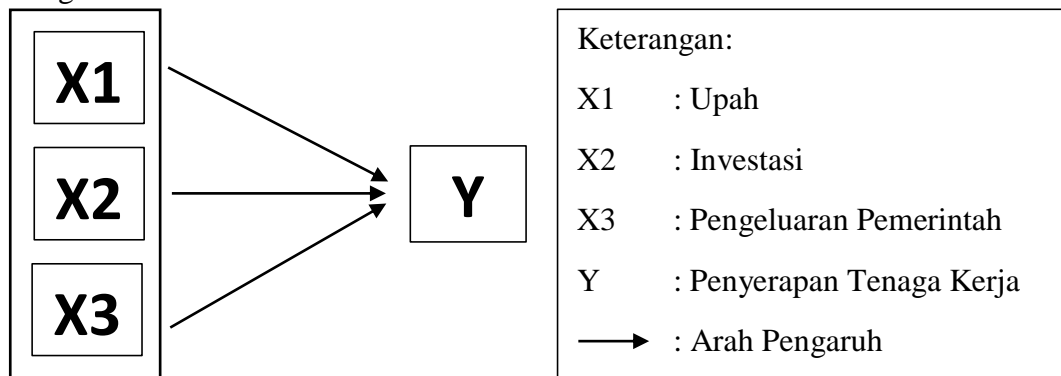 X1
X2
X3
Y
Keterangan:
X1 : Upah
X2 : Investasi
X3 : Pengeluaran Pemerintah
Y : Penyerapan Tenaga Kerja
: Arah Pengaruh